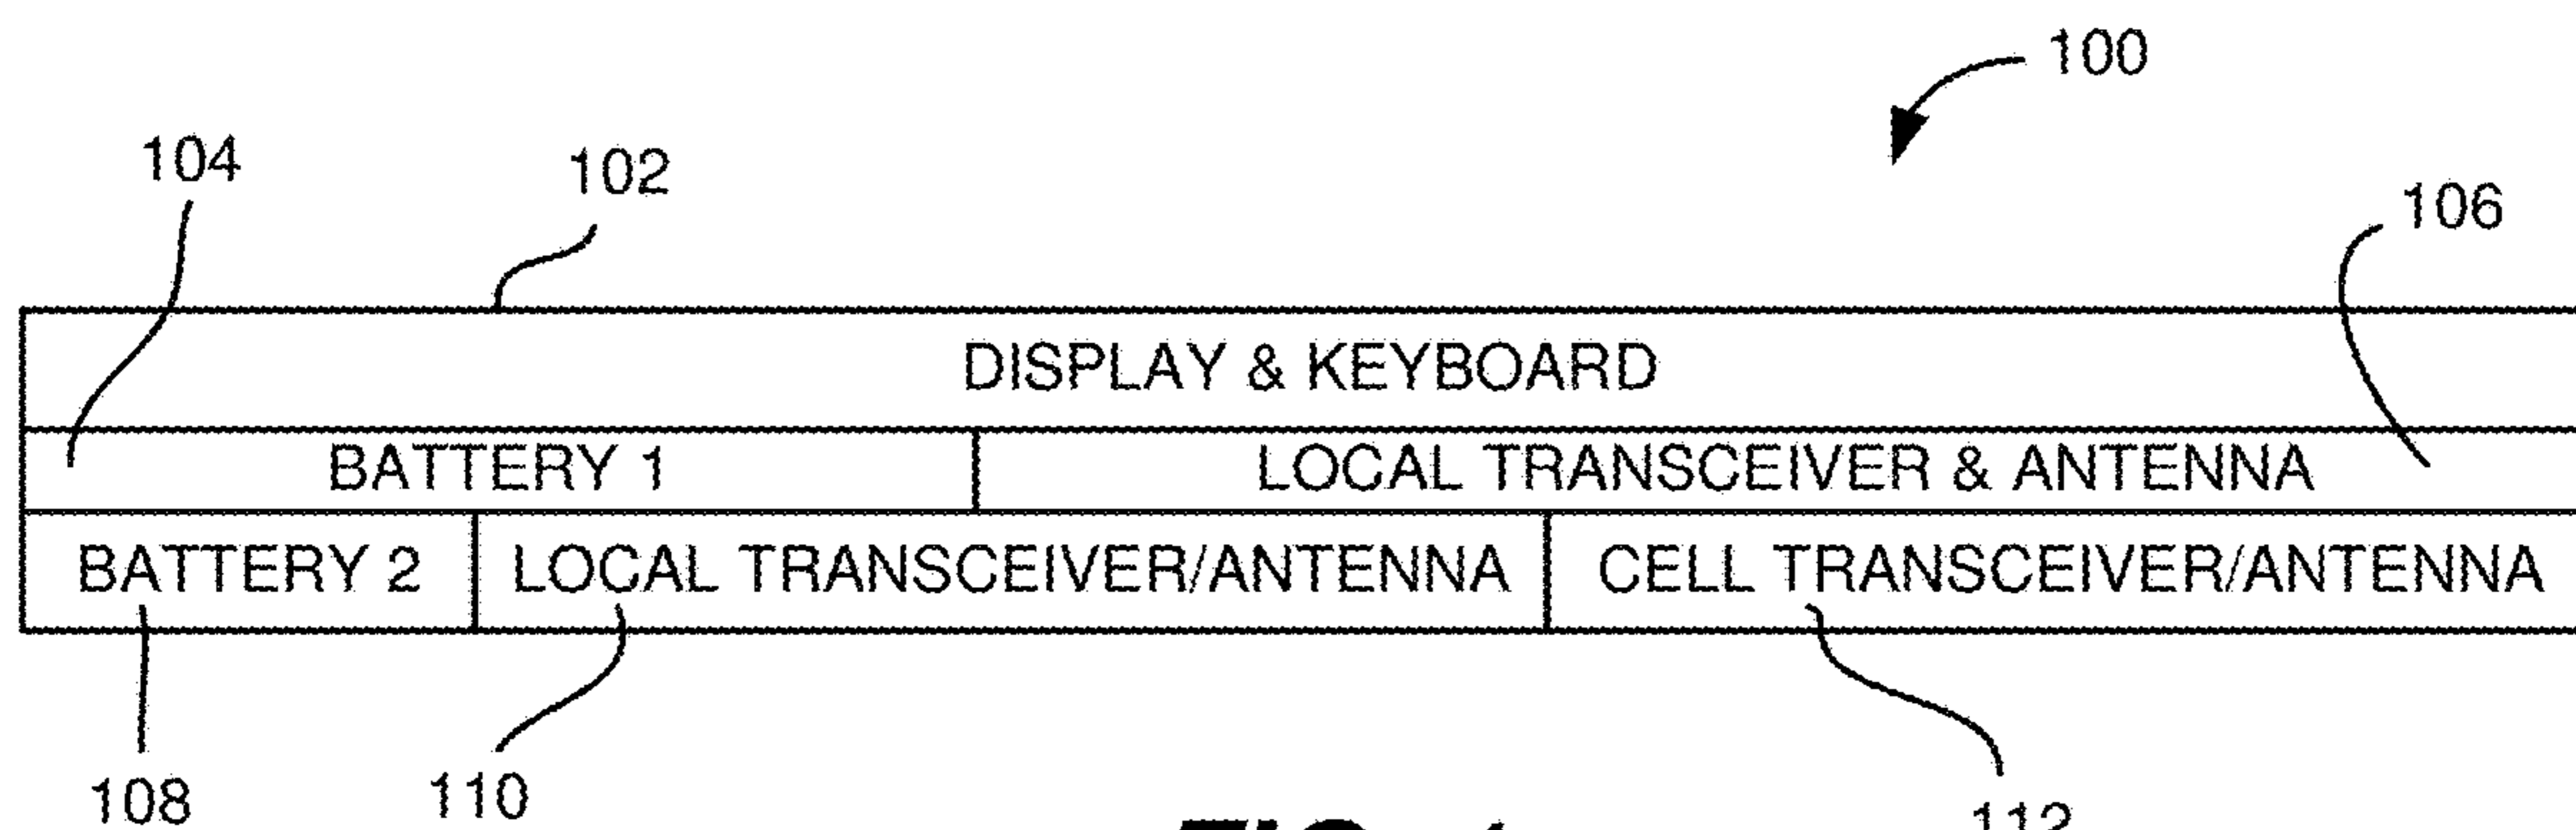 100
104
102
106
DISPLAY & KEYBOARD
BATTERY 1
LOCAL TRANSCEIVER & ANTENNA
BATTERY 2
LOCAL TRANSCEIVER/ANTENNA
CELL TRANSCEIVER/ANTENNA
108
110
112